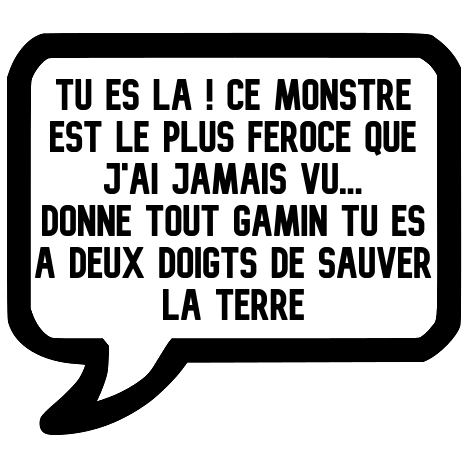 TU ES LA ! CE MONSTRE
EST LE PLUS FEROCE QUE
J'AI JAMAIS VU...
DONNE TOUT GAMIN TU ES
A DEUX DOIGTS DE SAUVER
LA TERRE